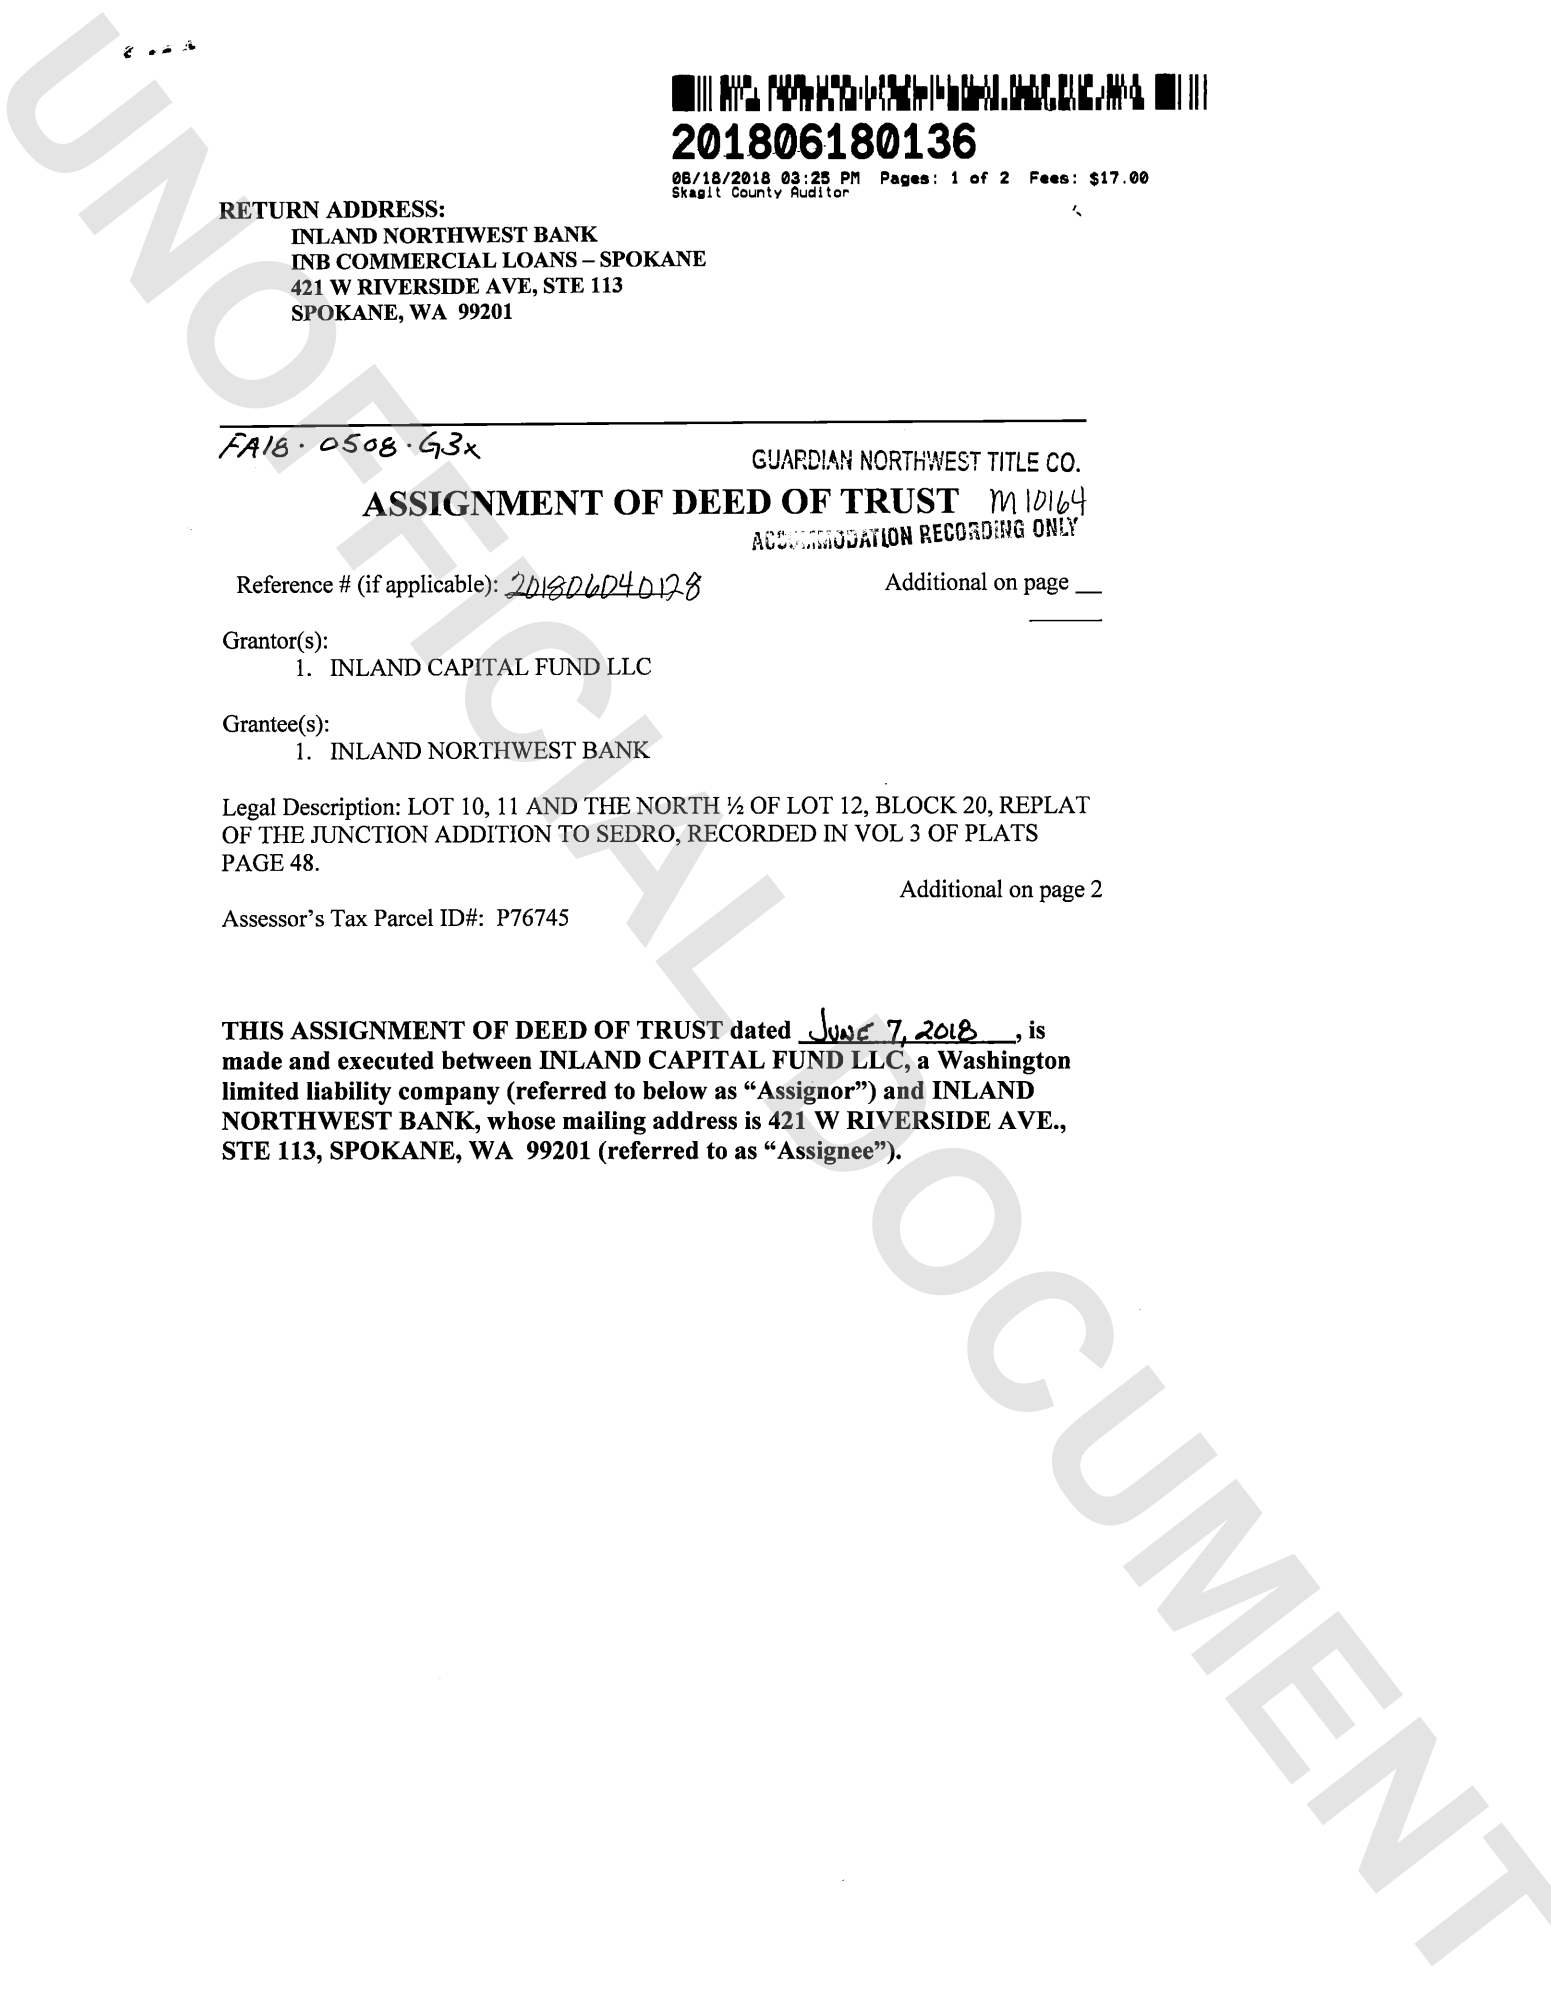 201806180136
06/18/2018 03:25 PM Pages: 1 of 2 Fees: $17.00
Skagit County Auditor
RETURN ADDRESS:
INLAND NORTHWEST BANK
INB COMMERCIAL LOANS – SPOKANE
421 W RIVERSIDE AVE, STE 113
SPOKANE, WA 99201
FA18·0508·G3x
GUARDIAN NORTHWEST TITLE CO.
ASSIGNMENT OF DEED OF TRUST M10164
ACCOMMODATION RECORDING ONLY
Reference # (if applicable): 201806040128 Additional on page __
Grantor(s):
1. INLAND CAPITAL FUND LLC
Grantee(s):
1. INLAND NORTHWEST BANK
Legal Description: LOT 10, 11 AND THE NORTH ½ OF LOT 12, BLOCK 20, REPLAT
OF THE JUNCTION ADDITION TO SEDRO, RECORDED IN VOL 3 OF PLATS
PAGE 48.
Additional on page 2
Assessor's Tax Parcel ID#: P76745
THIS ASSIGNMENT OF DEED OF TRUST dated JUNE 7, 2018, is
made and executed between INLAND CAPITAL FUND LLC, a Washington
limited liability company (referred to below as “Assignor”) and INLAND
NORTHWEST BANK, whose mailing address is 421 W RIVERSIDE AVE.,
STE 113, SPOKANE, WA 99201 (referred to as “Assignee”).
UNOFFICIAL DOCUMENT